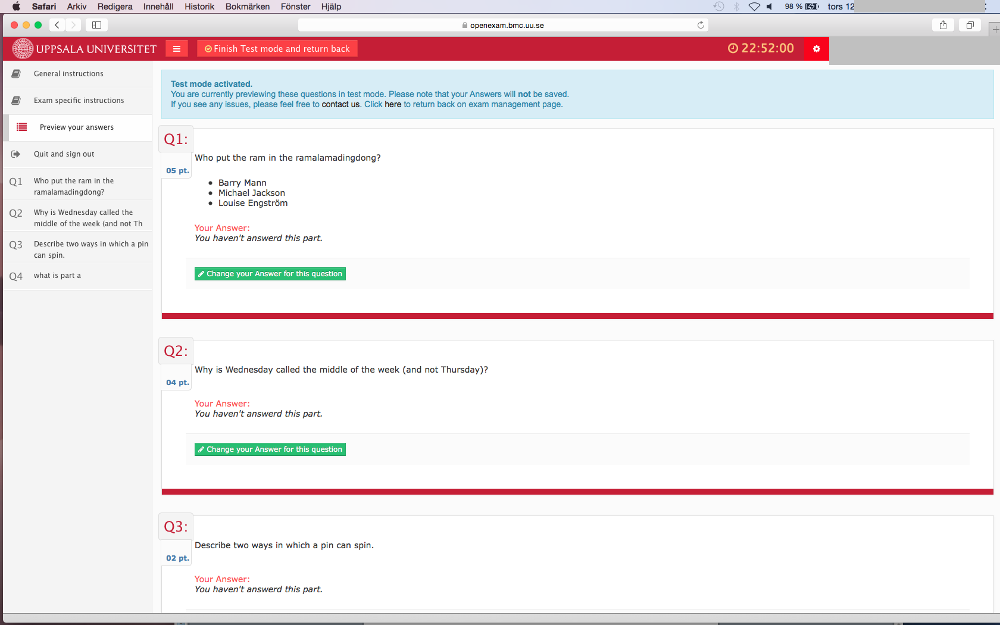 Safari Arkiv Redigera Innehåll Historik Bokmärken Fönster Hjälp 98 % tors 12
openexam.bmc.uu.se
UPPSALA UNIVERSITET Finish Test mode and return back 22:52:00
General instructions
Exam specific instructions
Preview your answers
Quit and sign out
Q1 Who put the ram in the
ramalamadingdong?
Q2 Why is Wednesday called the
middle of the week (and not Th
Q3 Describe two ways in which a pin
can spin.
Q4 what is part a
Test mode activated.
You are currently previewing these questions in test mode. Please note that your Answers will not be saved.
If you see any issues, please feel free to contact us. Click here to return back on exam management page.
Q1:
05 pt.
Who put the ram in the ramalamadingdong?
• Barry Mann
• Michael Jackson
• Louise Engström
Your Answer:
You haven't answerd this part.
Change your Answer for this question
Q2:
04 pt.
Why is Wednesday called the middle of the week (and not Thursday)?
Your Answer:
You haven't answerd this part.
Change your Answer for this question
Q3:
02 pt.
Describe two ways in which a pin can spin.
Your Answer:
You haven't answerd this part.